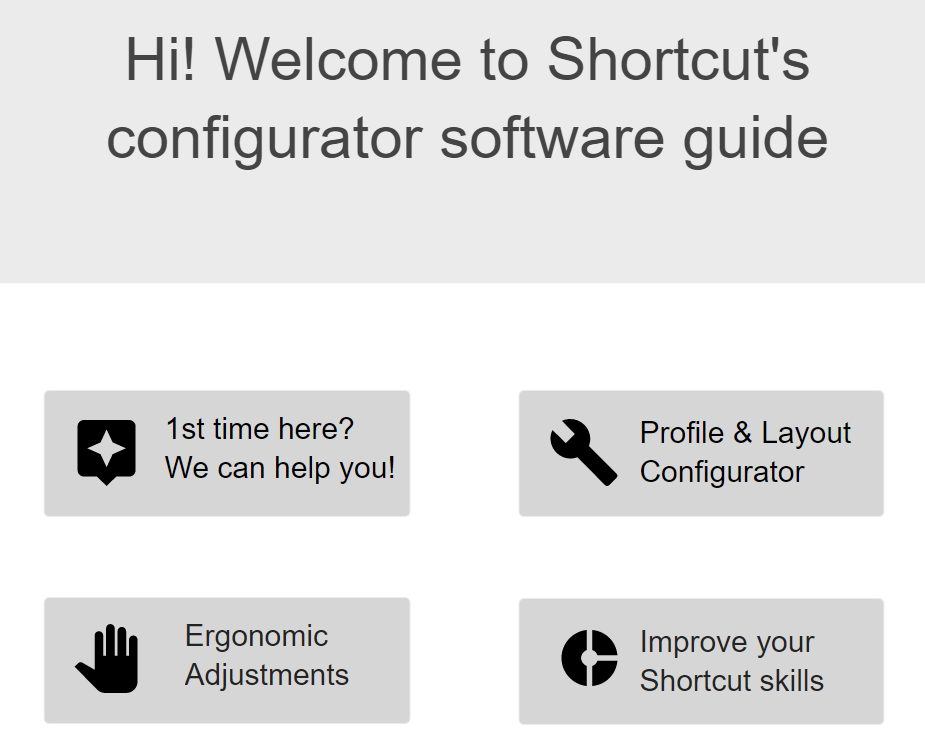 Hi! Welcome to Shortcut's
configurator software guide
1st time here?
We can help you!
Profile & Layout
Configurator
Ergonomic
Adjustments
Improve your
Shortcut skills